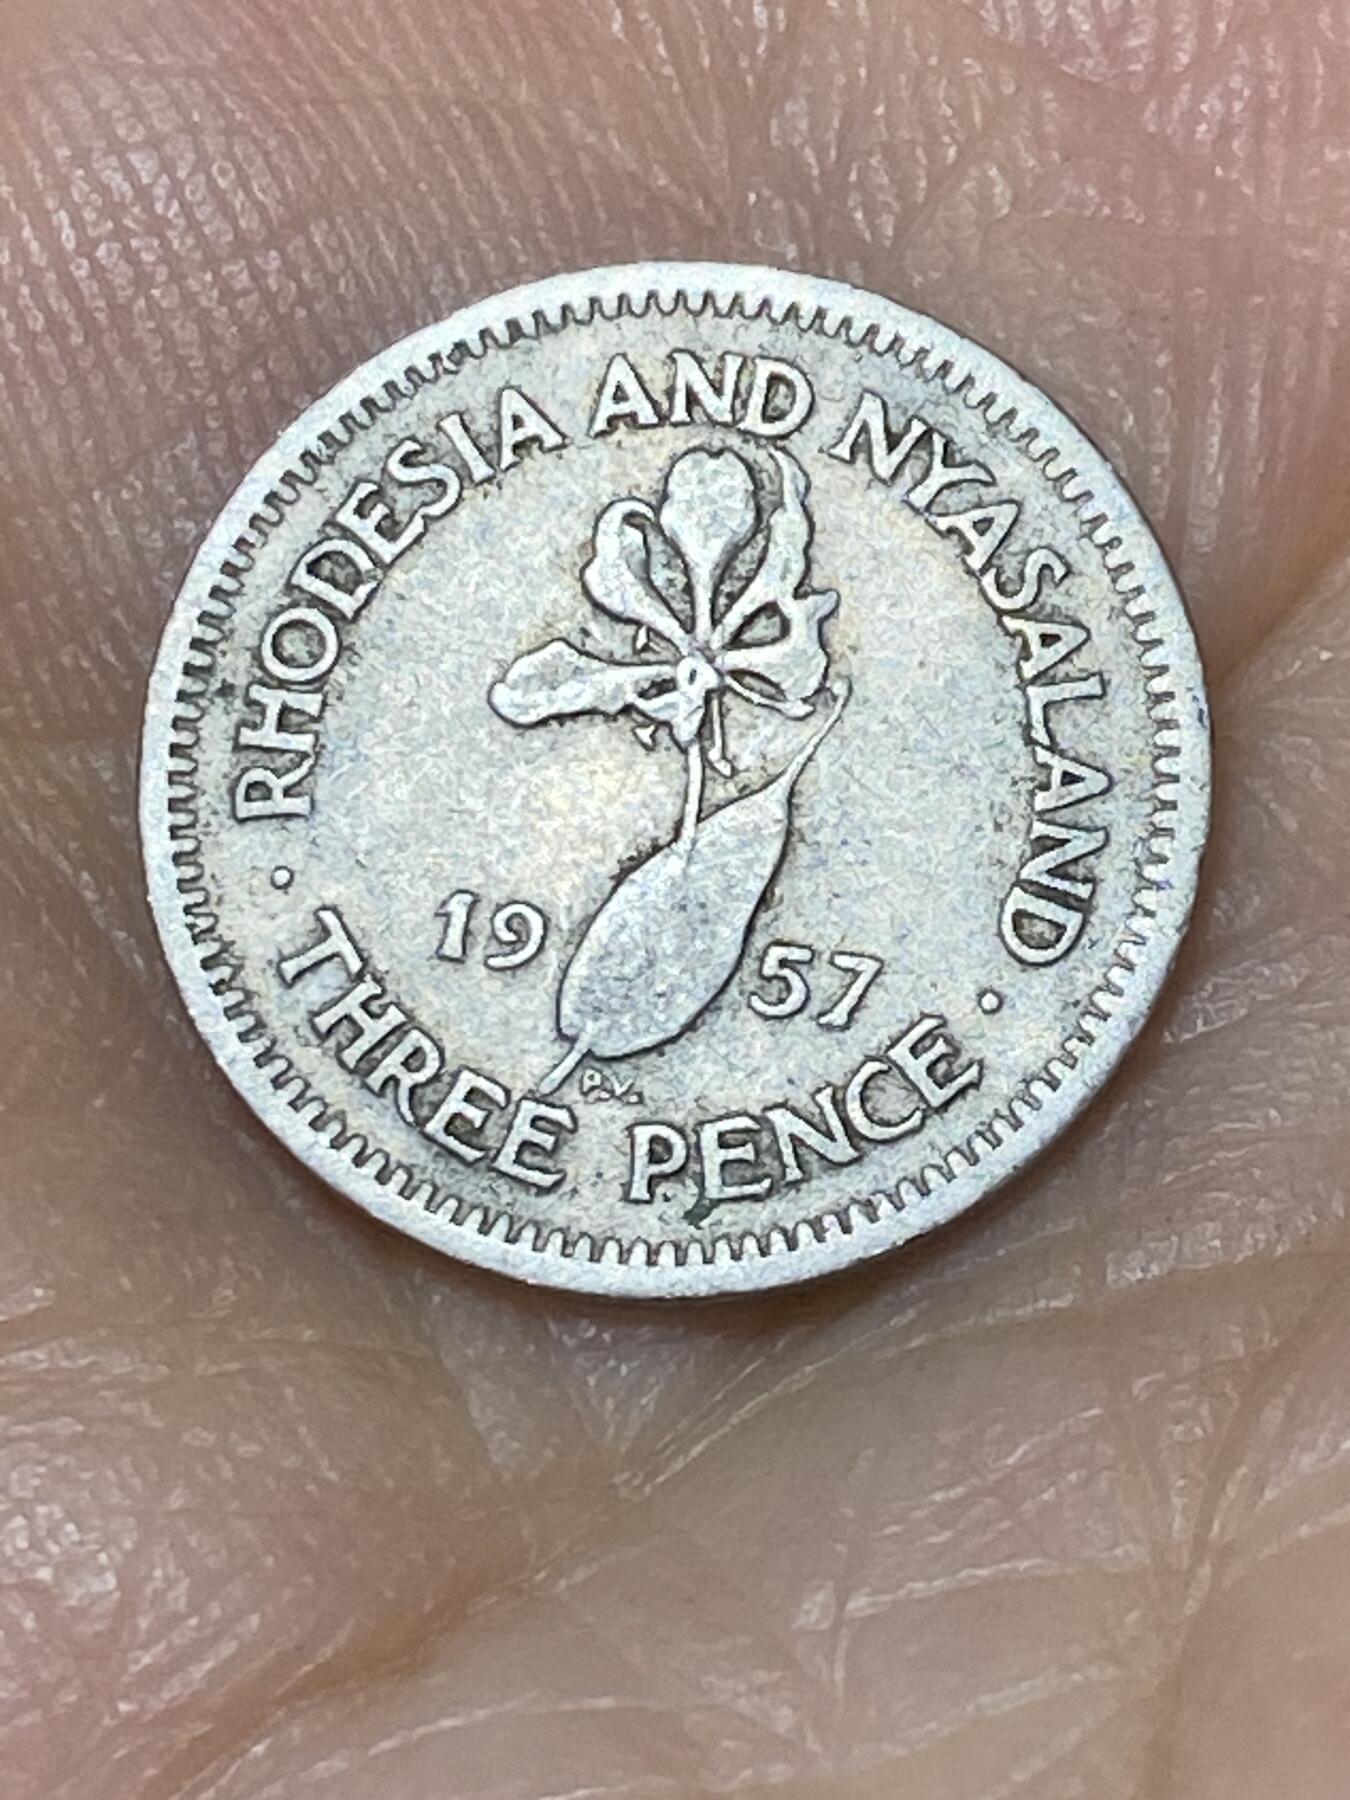 · RHODESIA AND NYASALAND ·
19 57
P.V.
THREE PENCE